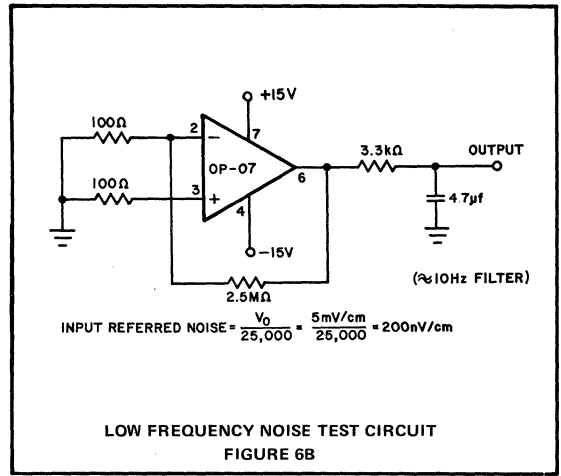 +15V
100Ω
2
−
7
3.3kΩ
OUTPUT
OP-07
6
100Ω
3
+
4
4.7μf
-15V
2.5MΩ
(≈10Hz FILTER)
INPUT REFERRED NOISE = V₀/25,000 = 5mV/cm/25,000 = 200nV/cm
LOW FREQUENCY NOISE TEST CIRCUIT
FIGURE 6B